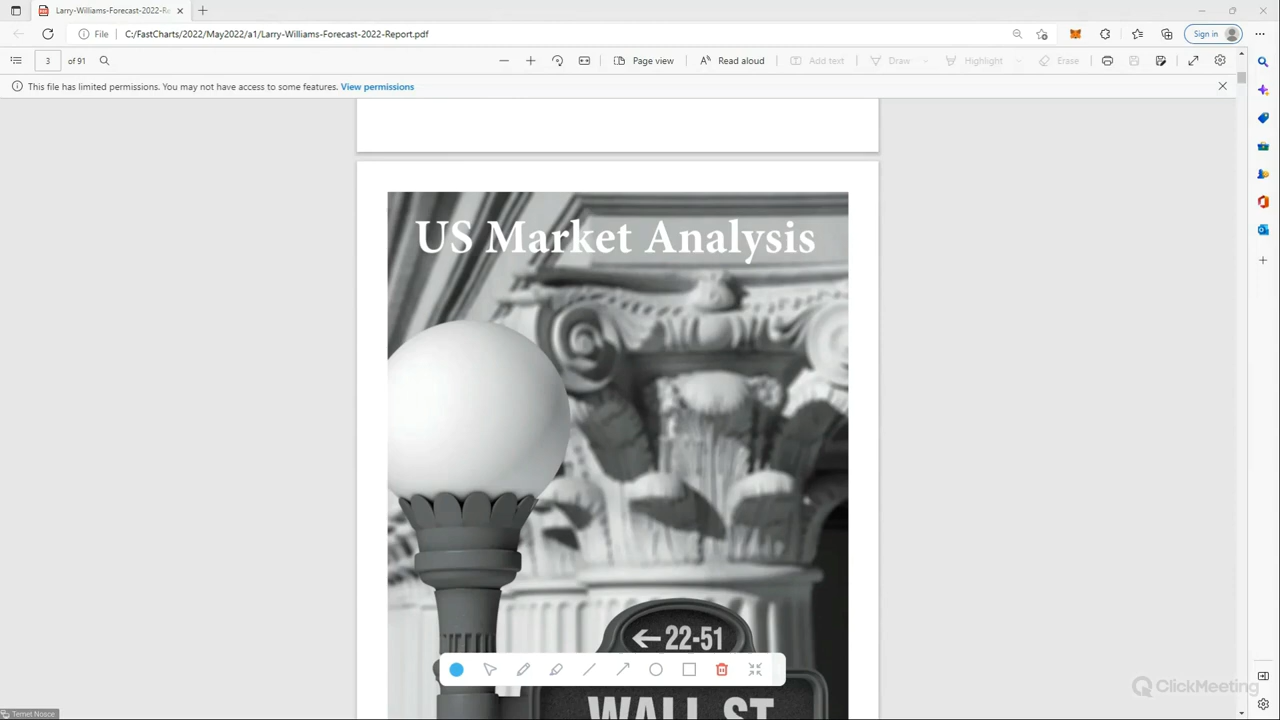 Larry-Williams-Forecast-2022-Re
File
C:/FastCharts/2022/May2022/a1/Larry-Williams-Forecast-2022-Report.pdf
Sign in
3 of 91
Page view
Read aloud
Add text
Draw
Highlight
Erase
This file has limited permissions. You may not have access to some features. View permissions
US Market Analysis
←22-51
WALL ST
ClickMeeting
Temet Nosce